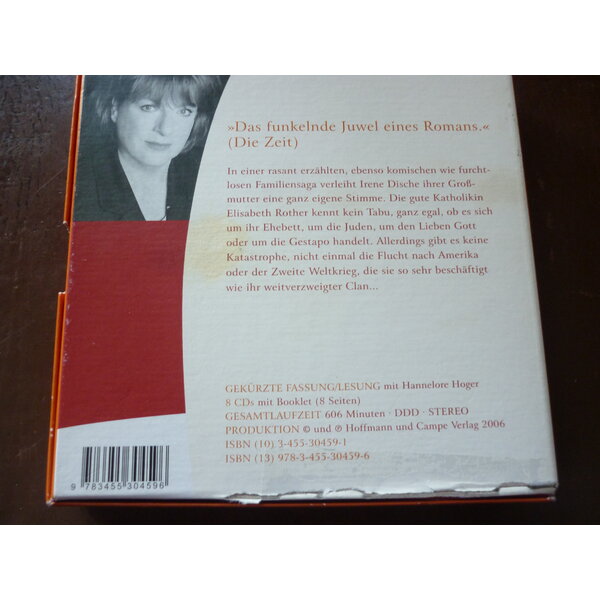 »Das funkelnde Juwel eines Romans.«
(Die Zeit)
In einer rasant erzählten, ebenso komischen wie furcht-
losen Familiensaga verleiht Irene Dische ihrer Groß-
mutter eine ganz eigene Stimme. Die gute Katholikin
Elisabeth Rother kennt kein Tabu, ganz egal, ob es sich
um ihr Ehebett, um die Juden, um den Lieben Gott
oder um die Gestapo handelt. Allerdings gibt es keine
Katastrophe, nicht einmal die Flucht nach Amerika
oder der Zweite Weltkrieg, die sie so sehr beschäftigt
wie ihr weitverzweigter Clan...
GEKÜRZTE FASSUNG/LESUNG mit Hannelore Hoger
8 CDs mit Booklet (8 Seiten)
GESAMTLAUFZEIT 606 Minuten · DDD · STEREO
PRODUKTION © und ℗ Hoffmann und Campe Verlag 2006
ISBN (10) 3-455-30459-1
ISBN (13) 978-3-455-30459-6
9 783455 304596